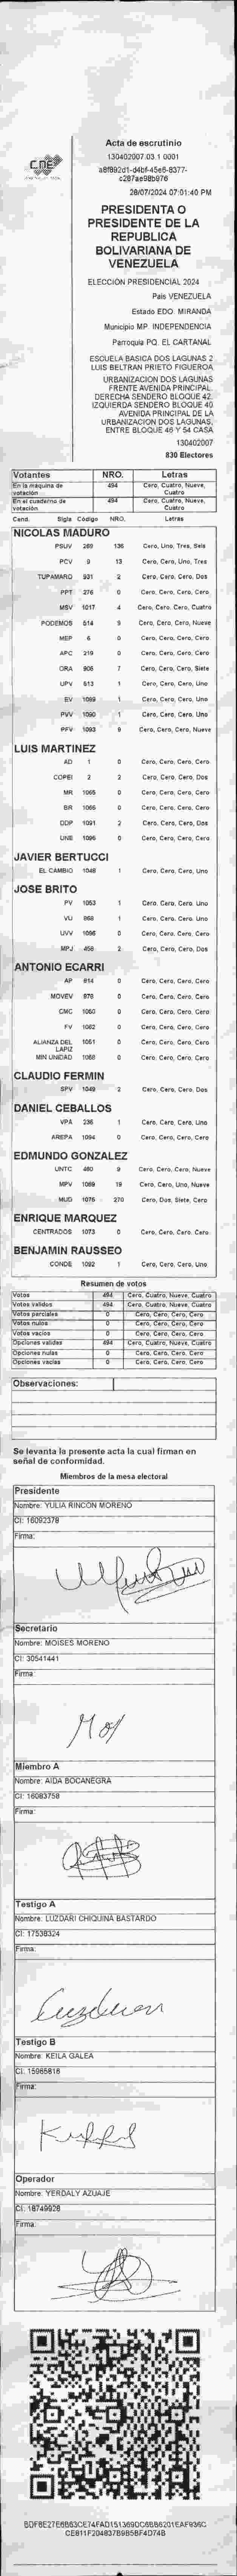 CNE
Acta de escrutinio
130402007.03.1.0001
28/07/2024 07:01:40 PM
PRESIDENTA O
PRESIDENTE DE LA
REPUBLICA
BOLIVARIANA DE
VENEZUELA
ELECCIÓN PRESIDENCIAL 2024
País VENEZUELA
Estado EDO. MIRANDA
Municipio MP. INDEPENDENCIA
Parroquia PQ. EL CARTANAL
ESCUELA BASICA DOS LAGUNAS 2
LUIS BELTRAN PRIETO FIGUEROA
URBANIZACION DOS LAGUNAS
FRENTE AVENIDA PRINCIPAL.
DERECHA SENDERO BLOQUE 42.
IZQUIERDA SENDERO BLOQUE 40
AVENIDA PRINCIPAL DE LA
URBANIZACION DOS LAGUNAS,
ENTRE BLOQUE 46 Y 54 CASA
130402007
830 Electores
Votantes NRO. Letras
En la máquina de votación 494 Cero, Cuatro, Nueve, Cuatro
En el cuaderno de votación 494 Cero, Cuatro, Nueve, Cuatro
Cand. Sigla Código NRO. Letras
NICOLAS MADURO
PSUV 269 136 Cero, Uno, Tres, Seis
PCV 9 13 Cero, Cero, Uno, Tres
TUPAMARO 931 2 Cero, Cero, Cero, Dos
PPT 276 0 Cero, Cero, Cero, Cero
MSV 1017 4 Cero, Cero, Cero, Cuatro
PODEMOS 514 9 Cero, Cero, Cero, Nueve
MEP 6 0 Cero, Cero, Cero, Cero
APC 219 0 Cero, Cero, Cero, Cero
ORA 906 7 Cero, Cero, Cero, Siete
UPV 613 1 Cero, Cero, Cero, Uno
EV 1089 1 Cero, Cero, Cero, Uno
PVV 1090 1 Cero, Cero, Cero, Uno
PFV 1093 9 Cero, Cero, Cero, Nueve
LUIS MARTINEZ
AD 1 0 Cero, Cero, Cero, Cero
COPEI 2 2 Cero, Cero, Cero, Dos
MR 1065 0 Cero, Cero, Cero, Cero
BR 1066 0 Cero, Cero, Cero, Cero
DDP 1091 2 Cero, Cero, Cero, Dos
UNE 1096 0 Cero, Cero, Cero, Cero
JAVIER BERTUCCI
EL CAMBIO 1048 1 Cero, Cero, Cero, Uno
JOSE BRITO
PV 1053 1 Cero, Cero, Cero, Uno
VU 868 1 Cero, Cero, Cero, Uno
UVV 1095 0 Cero, Cero, Cero, Cero
MPJ 458 2 Cero, Cero, Cero, Dos
ANTONIO ECARRI
AP 814 0 Cero, Cero, Cero, Cero
MOVEV 978 0 Cero, Cero, Cero, Cero
CMC 1060 0 Cero, Cero, Cero, Cero
FV 1082 0 Cero, Cero, Cero, Cero
ALIANZA DEL LAPIZ 1051 0 Cero, Cero, Cero, Cero
MIN UNIDAD 1068 0 Cero, Cero, Cero, Cero
CLAUDIO FERMIN
SPV 1049 2 Cero, Cero, Cero, Dos
DANIEL CEBALLOS
VPA 236 1 Cero, Cero, Cero, Uno
AREPA 1094 0 Cero, Cero, Cero, Cero
EDMUNDO GONZALEZ
UNTC 480 9 Cero, Cero, Cero, Nueve
MPV 1069 19 Cero, Cero, Uno, Nueve
MUD 1076 270 Cero, Dos, Siete, Cero
ENRIQUE MARQUEZ
CENTRADOS 1073 0 Cero, Cero, Cero, Cero
BENJAMIN RAUSSEO
CONDE 1092 1 Cero, Cero, Cero, Uno
Resumen de votos
Votos 494 Cero, Cuatro, Nueve, Cuatro
Votos validos 494 Cero, Cuatro, Nueve, Cuatro
Votos parciales 0 Cero, Cero, Cero, Cero
Votos nulos 0 Cero, Cero, Cero, Cero
Votos vacios 0 Cero, Cero, Cero, Cero
Opciones validas 494 Cero, Cuatro, Nueve, Cuatro
Opciones nulas 0 Cero, Cero, Cero, Cero
Opciones vacias 0 Cero, Cero, Cero, Cero
Observaciones:
Se levanta la presente acta la cual firman en
señal de conformidad.
Miembros de la mesa electoral
Presidente
Nombre: YULIA RINCON MORENO
CI: 16092379
Firma:
Secretario
Nombre: MOISES MORENO
CI: 30541441
Firma:
Miembro A
Nombre: AIDA BOCANEGRA
CI: 16083758
Firma:
Testigo A
Nombre: LUZDARI CHIQUINA BASTARDO
CI: 17538324
Firma:
Testigo B
Nombre: KEILA GALEA
CI: 15065818
Firma:
Operador
Nombre: YERDALY AZUAJE
CI: 18749926
Firma: